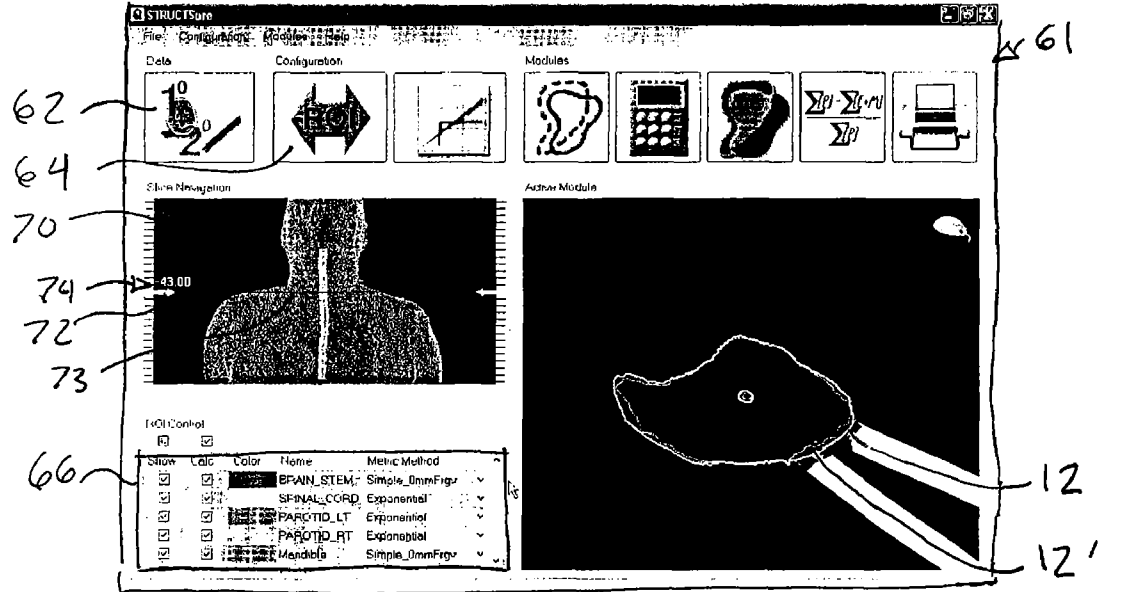 STRUCTSure
61
File Configuration Modules Help
Data Configuration Modules
62
ROI
64
Slice Navigation Active Module
70
-43.00
74
72
73
ROI Control
66
Show Calc Color Name Metric Method
BRAIN_STEM
SPINAL_CORD Exponential
PAROTID_LT Exponential
PAROTID_RT Exponential
Mandible
12
12'